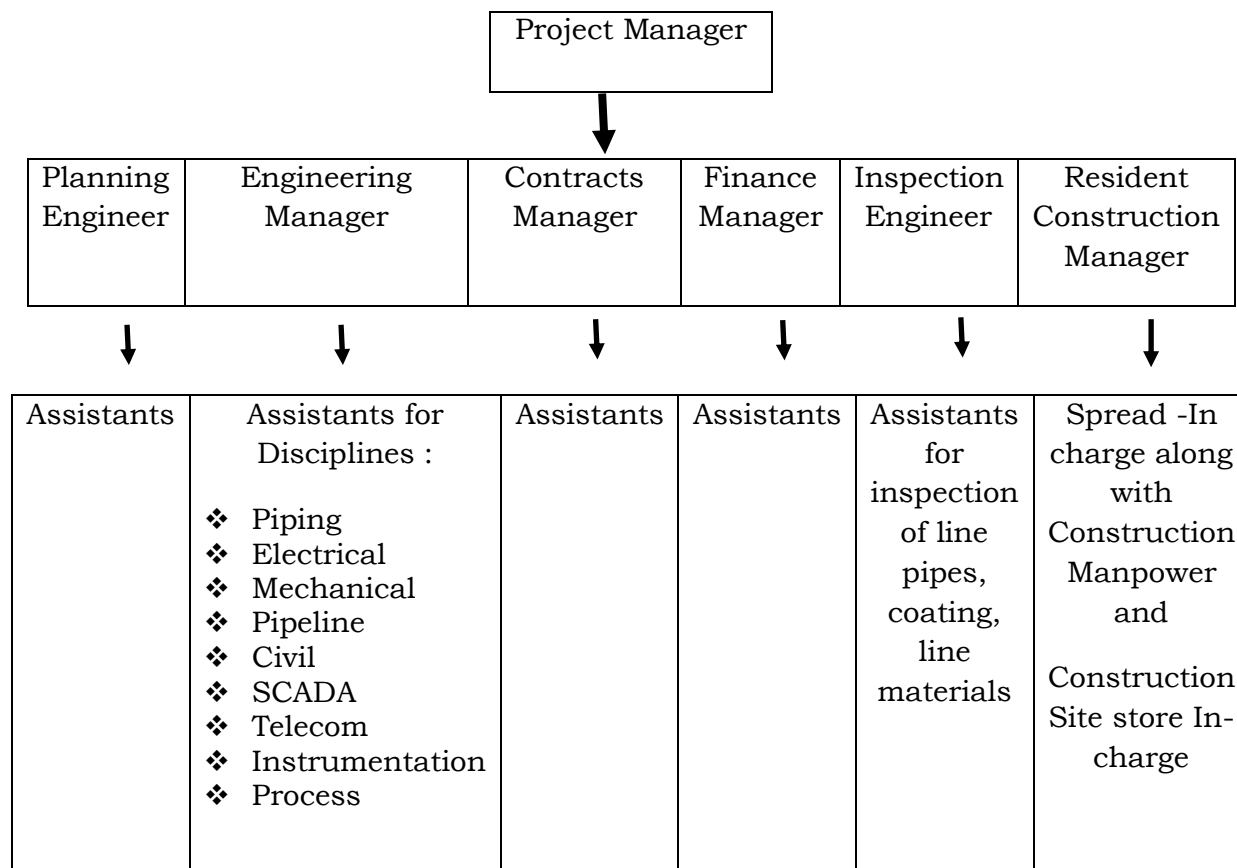 Project Manager
Planning
Engineer
Engineering
Manager
Contracts
Manager
Finance
Manager
Inspection
Engineer
Resident
Construction
Manager
Assistants
Assistants for
Disciplines :
❖ Piping
❖ Electrical
❖ Mechanical
❖ Pipeline
❖ Civil
❖ SCADA
❖ Telecom
❖ Instrumentation
❖ Process
Assistants
Assistants
Assistants
for
inspection
of line
pipes,
coating,
line
materials
Spread -In
charge along
with
Construction
Manpower
and
Construction
Site store In-
charge